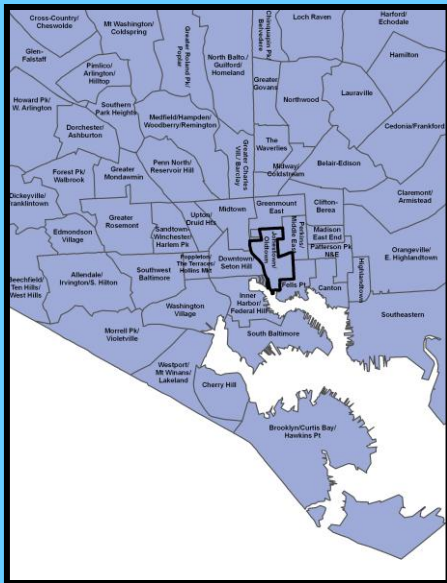 Cross-Country/
Cheswolde
Mt Washington/
Coldspring
Greater Roland Pk/
Poplar
North Balto./
Guilford/
Homeland
Chinquapin Pk/
Belvedere
Loch Raven
Harford/
Echodale
Glen-
Falstaff
Pimlico/
Arlington/
Hilltop
Greater
Govans
Northwood
Lauraville
Hamilton
Howard Pk/
W. Arlington
Southern
Park Heights
Dorchester/
Ashburton
Medfield/Hampden/
Woodberry/Remington
Greater Charles
Vill./ Barclay
The
Waverlies
Cedonia/Frankford
Forest Pk/
Walbrook
Greater
Mondawmin
Penn North/
Reservoir Hill
Midway/
Coldstream
Belair-Edison
Claremont/
Armistead
Dickeyville/
Franklintown
Edmondson
Village
Greater
Rosemont
Sandtown-
Winchester/
Harlem Pk
Upton/
Druid Hts
Midtown
Greenmount
East
Clifton-
Berea
Perkins/
Middle East
Madison
East End
Patterson Pk
N&E
Orangeville/
E. Highlandtown
Beechfield/
Ten Hills/
West Hills
Allendale/
Irvington/S. Hilton
Southwest
Baltimore
Poppleton/
The Terraces/
Hollins Mkt
Downtown/
Seton Hill
Jonestown/
Oldtown
Fells Pt
Canton
Highlandtown
Southeastern
Washington
Village
Inner
Harbor/
Federal Hill
South Baltimore
Morrell Pk/
Violetville
Westport/
Mt Winans/
Lakeland
Cherry Hill
Brooklyn/Curtis Bay/
Hawkins Pt